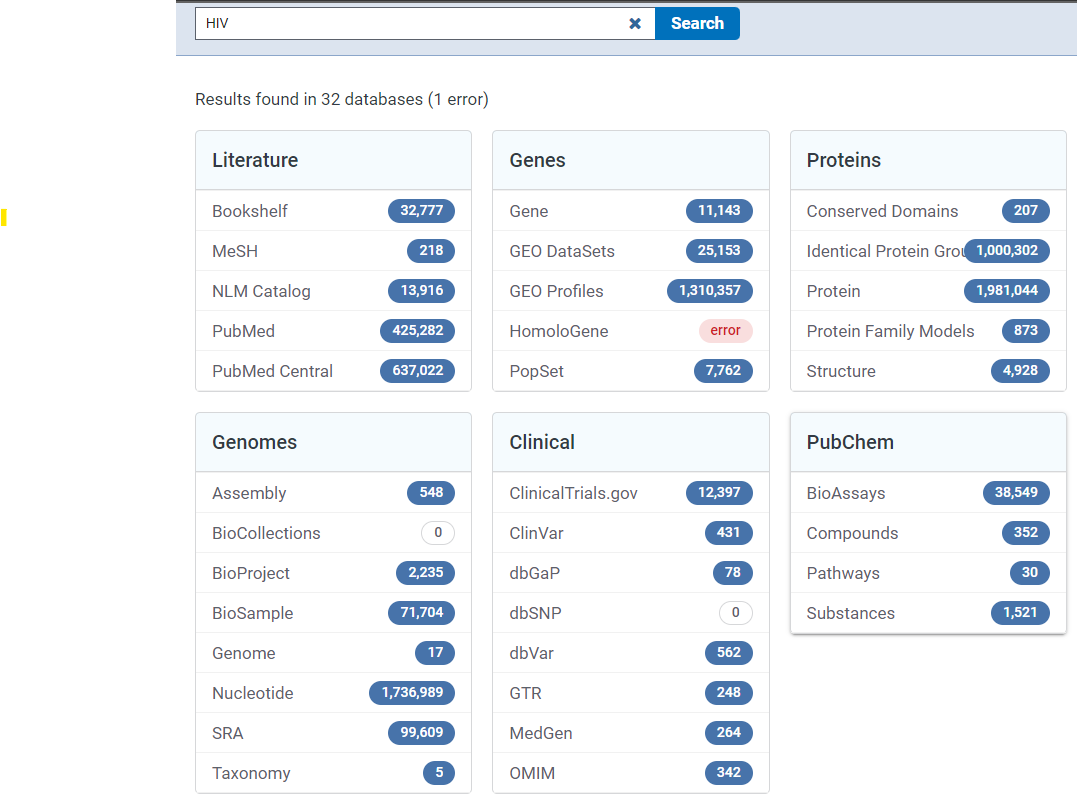 HIV
Search
Results found in 32 databases (1 error)
Literature
Bookshelf 32,777
MeSH 218
NLM Catalog 13,916
PubMed 425,282
PubMed Central 637,022
Genes
Gene 11,143
GEO DataSets 25,153
GEO Profiles 1,310,357
HomoloGene error
PopSet 7,762
Proteins
Conserved Domains 207
Identical Protein Grou 1,000,302
Protein 1,981,044
Protein Family Models 873
Structure 4,928
Genomes
Assembly 548
BioCollections 0
BioProject 2,235
BioSample 71,704
Genome 17
Nucleotide 1,736,989
SRA 99,609
Taxonomy 5
Clinical
ClinicalTrials.gov 12,397
ClinVar 431
dbGaP 78
dbSNP 0
dbVar 562
GTR 248
MedGen 264
OMIM 342
PubChem
BioAssays 38,549
Compounds 352
Pathways 30
Substances 1,521